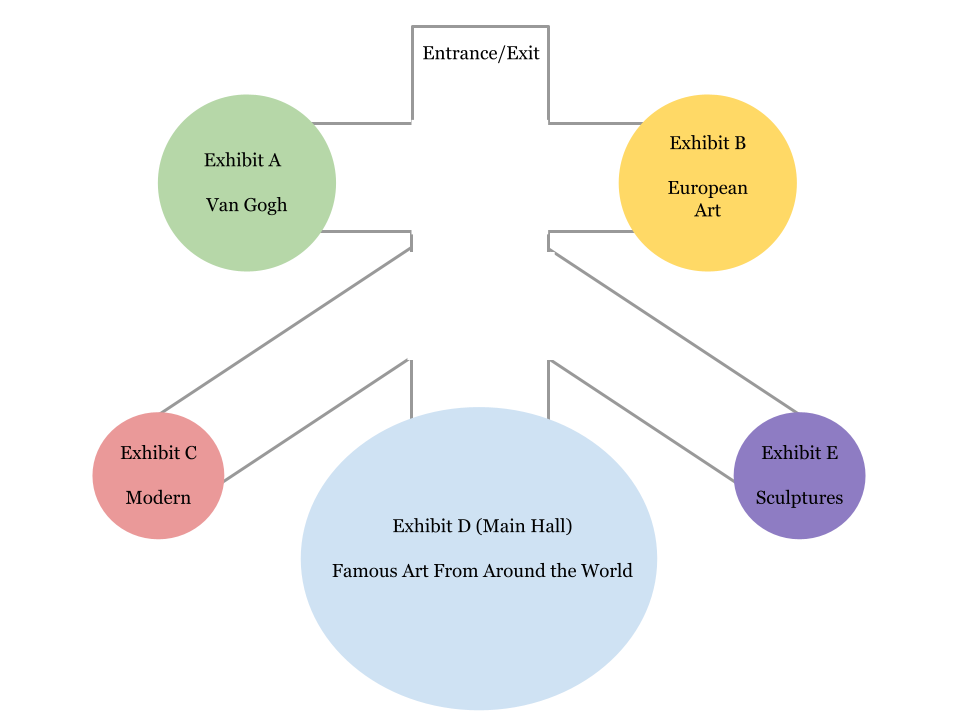 Entrance/Exit
Exhibit A
Van Gogh
Exhibit B
European
Art
Exhibit C
Modern
Exhibit D (Main Hall)
Famous Art From Around the World
Exhibit E
Sculptures